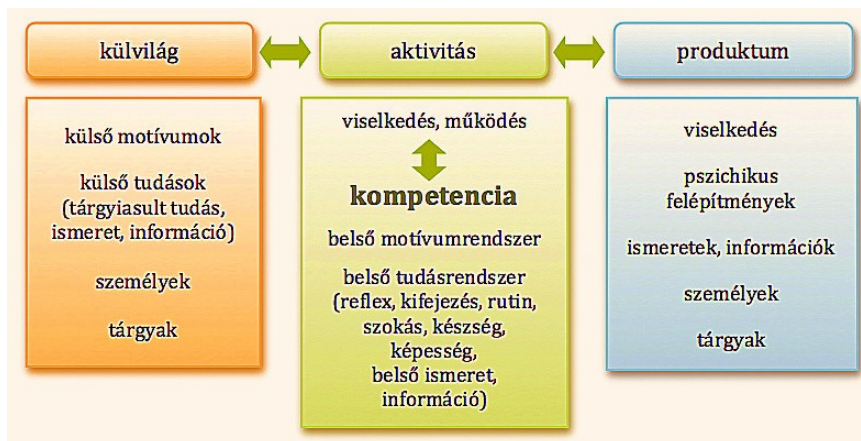 külvilág
aktivitás
produktum
külső motívumok
külső tudások
(tárgyiasult tudás,
ismeret, információ)
személyek
tárgyak
viselkedés, működés
kompetencia
belső motívumrendszer
belső tudásrendszer
(reflex, kifejezés, rutin,
szokás, készség,
képesség,
belső ismeret,
információ)
viselkedés
pszichikus
felépítmények
ismeretek, információk
személyek
tárgyak